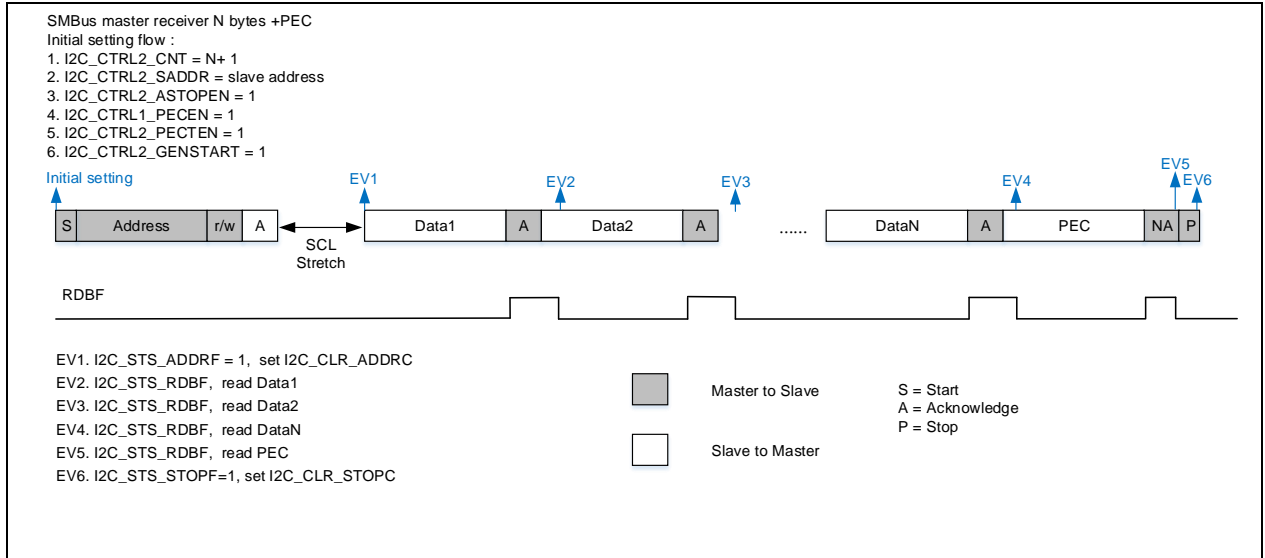 SMBus master receiver N bytes +PEC
Initial setting flow :
1. I2C_CTRL2_CNT = N+ 1
2. I2C_CTRL2_SADDR = slave address
3. I2C_CTRL2_ASTOPEN = 1
4. I2C_CTRL1_PECEN = 1
5. I2C_CTRL2_PECTEN = 1
6. I2C_CTRL2_GENSTART = 1
Initial setting EV1 EV2 EV3 EV4 EV5 EV6
S Address r/w A Data1 A Data2 A ...... DataN A PEC NA P
SCL
Stretch
RDBF
EV1. I2C_STS_ADDRF = 1, set I2C_CLR_ADDRC
EV2. I2C_STS_RDBF, read Data1
EV3. I2C_STS_RDBF, read Data2
EV4. I2C_STS_RDBF, read DataN
EV5. I2C_STS_RDBF, read PEC
EV6. I2C_STS_STOPF=1, set I2C_CLR_STOPC
Master to Slave
Slave to Master
S = Start
A = Acknowledge
P = Stop